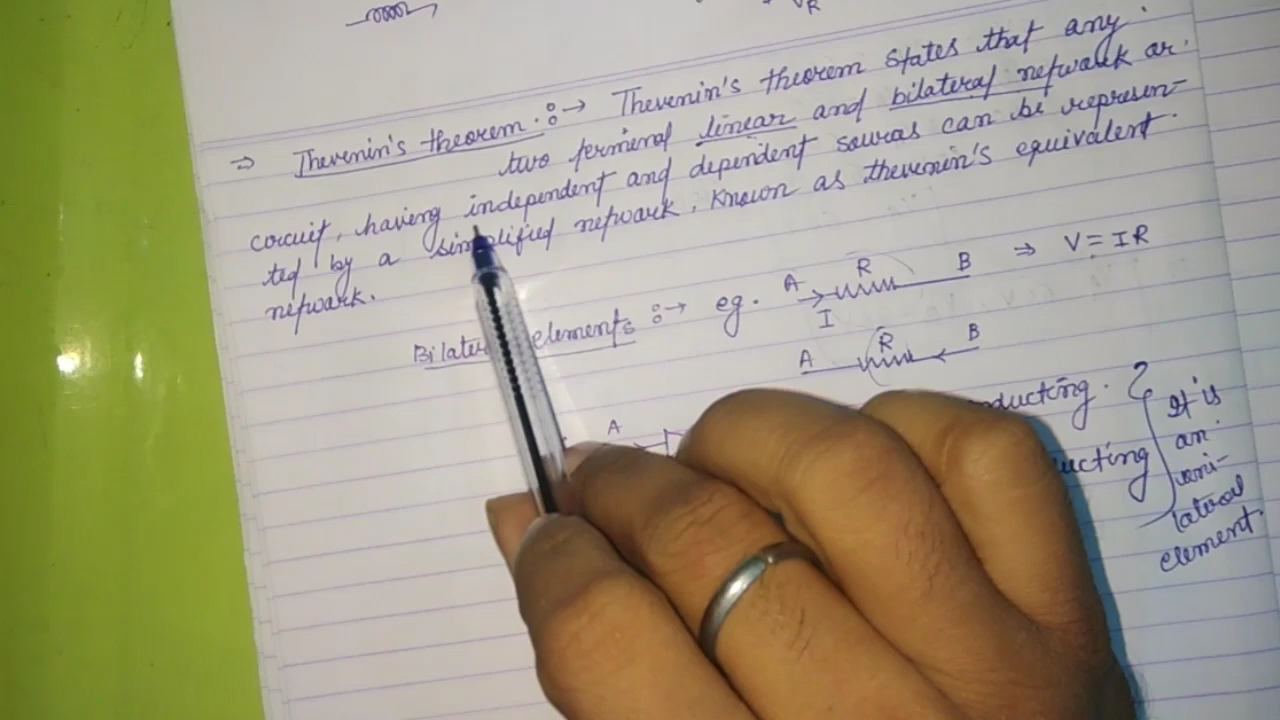 V_R
⇒ Thevenin's theorem :→ Thevenin's theorem states that any
two terminal linear and bilateral network or
circuit, having independent and dependent sources can be represen-
ted by a simplified network, known as thevenin's equivalent
network.
elements :→ eg. A R B ⇒ V = IR
I
A R B
A
It is
an
uni-
lateral
element.